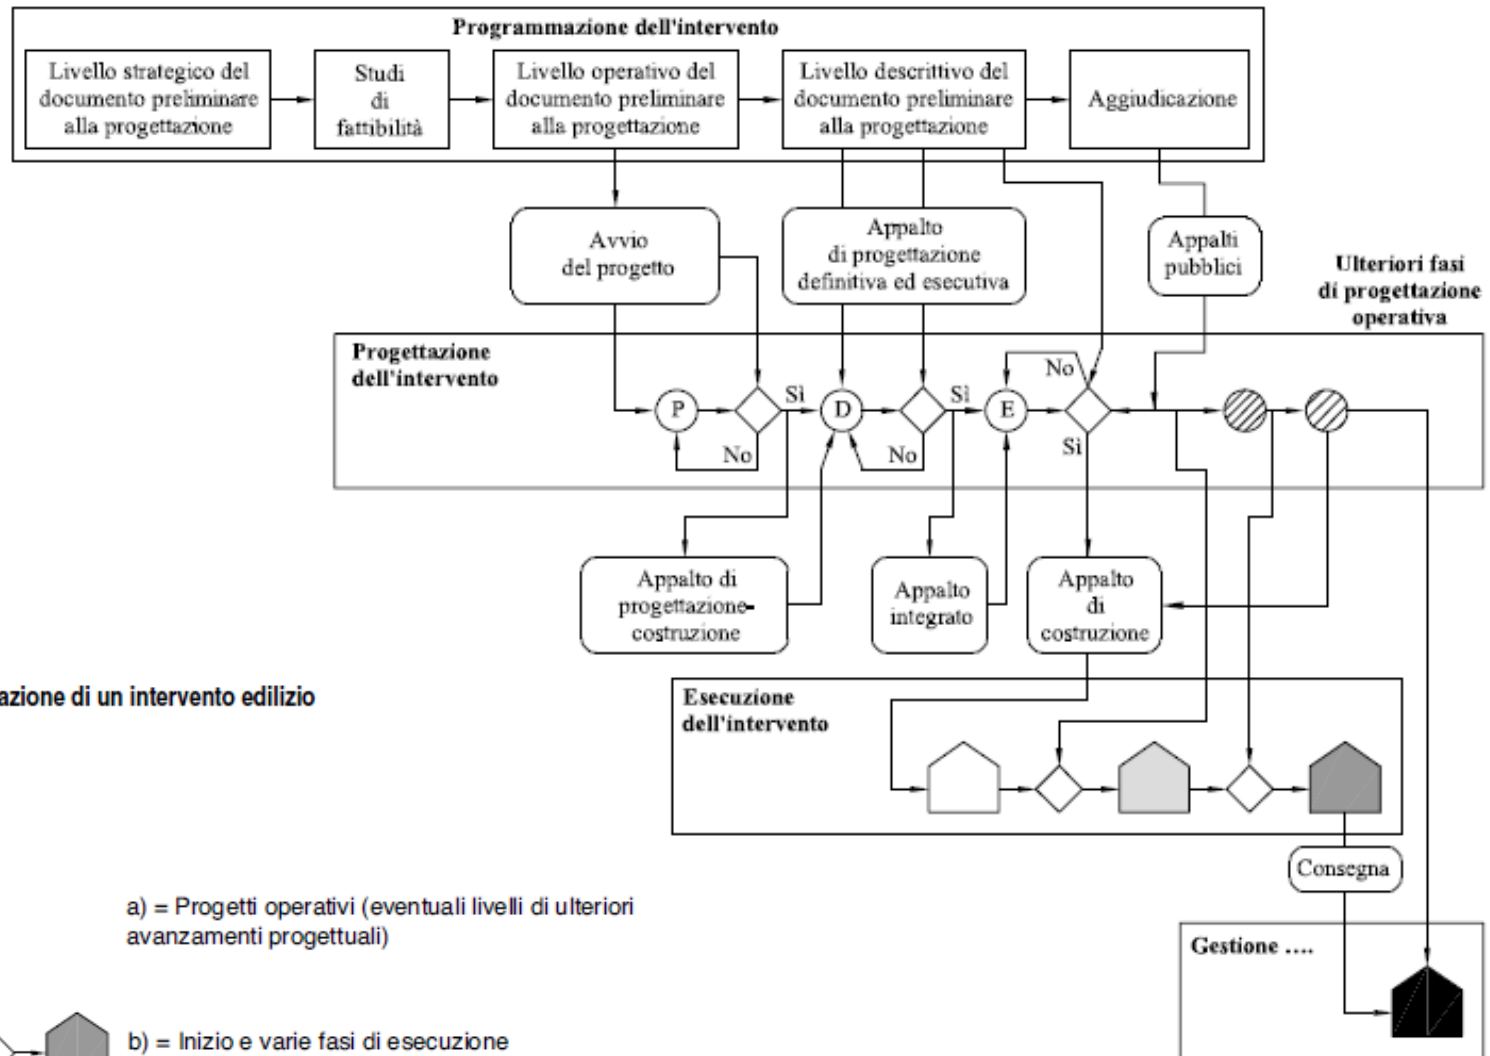 Programmazione dell'intervento
Livello strategico del
documento preliminare
alla progettazione
Studi
di
fattibilità
Livello operativo del
documento preliminare
alla progettazione
Livello descrittivo del
documento preliminare
alla progettazione
Aggiudicazione
Avvio
del progetto
Appalto
di progettazione
definitiva ed esecutiva
Appalti
pubblici
Ulteriori fasi
di progettazione
operativa
Progettazione
dell'intervento
P
Sì
No
D
Sì
No
E
No
Sì
Appalto di
progettazione-
costruzione
Appalto
integrato
Appalto
di
costruzione
azione di un intervento edilizio
Esecuzione
dell'intervento
Consegna
a) = Progetti operativi (eventuali livelli di ulteriori
avanzamenti progettuali)
Gestione ....
b) = Inizio e varie fasi di esecuzione